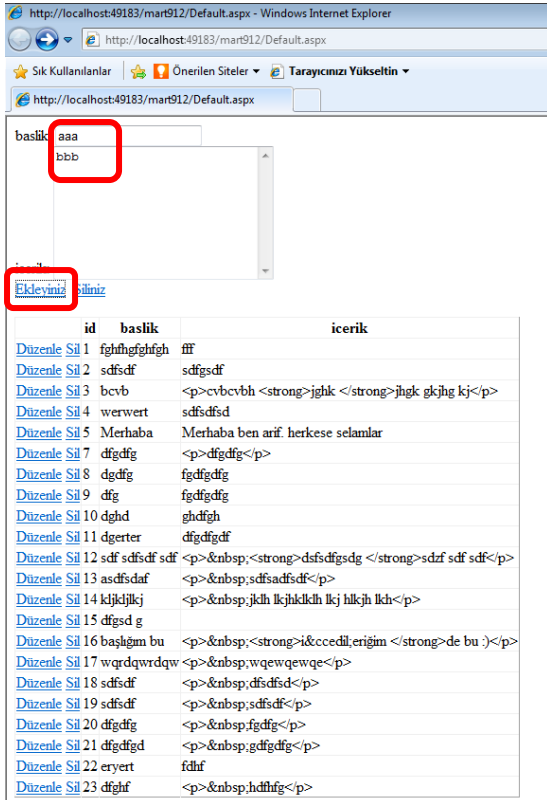 http://localhost:49183/mart912/Default.aspx - Windows Internet Explorer
http://localhost:49183/mart912/Default.aspx
Sık Kullanılanlar Önerilen Siteler Tarayıcınızı Yükseltin
http://localhost:49183/mart912/Default.aspx
baslik aaa
bbb
Ekleyiniz Siliniz
id baslik icerik
Düzenle Sil 1 fghfhgfghfgh fff
Düzenle Sil 2 sdfsdf sdfgsdf
Düzenle Sil 3 bcvb <p>cvbcvbh <strong>jghk </strong>jhgk gkjhg kj</p>
Düzenle Sil 4 werwert sdfsdfsd
Düzenle Sil 5 Merhaba Merhaba ben arif. herkese selamlar
Düzenle Sil 7 dfgdfg <p>dfgdfg</p>
Düzenle Sil 8 dgdfg fgdfgdfg
Düzenle Sil 9 dfg fgdfgdfg
Düzenle Sil 10 dghd ghdfgh
Düzenle Sil 11 dgerter dfgdfgdf
Düzenle Sil 12 sdf sdfsdf sdf <p>&nbsp;<strong>dsfsdfgsdg </strong>sdzf sdf sdf</p>
Düzenle Sil 13 asdfsdaf <p>&nbsp;sdfsadfsdf</p>
Düzenle Sil 14 kljkljlkj <p>&nbsp;jklh lkjhklklh lkj hlkjh lkh</p>
Düzenle Sil 15 dfgsd g
Düzenle Sil 16 başlığım bu <p>&nbsp;<strong>i&ccedil;eriğim </strong>de bu :)</p>
Düzenle Sil 17 wqrdqwrdqw <p>&nbsp;wqewqewqe</p>
Düzenle Sil 18 sdfsdf <p>&nbsp;dfsdfsd</p>
Düzenle Sil 19 sdfsdf <p>&nbsp;sdfsdf</p>
Düzenle Sil 20 dfgdfg <p>&nbsp;fgdfg</p>
Düzenle Sil 21 dfgdfgd <p>&nbsp;gdfgdfg</p>
Düzenle Sil 22 eryert fdhf
Düzenle Sil 23 dfghf <p>&nbsp;hdfhfg</p>